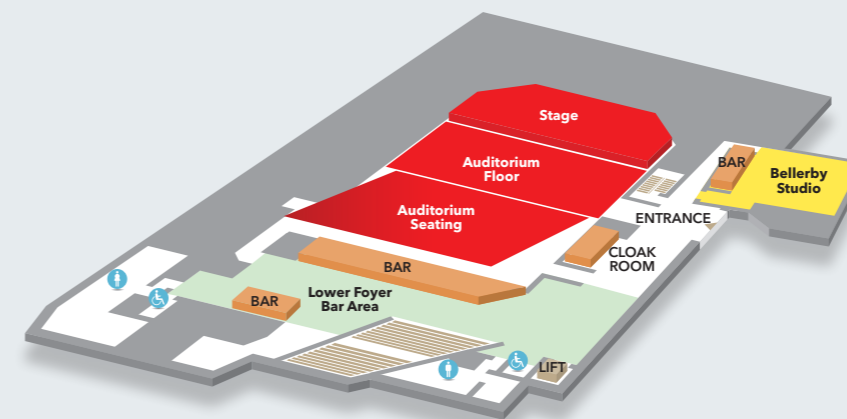 Stage
Auditorium
Floor
BAR
Bellerby
Studio
Auditorium
Seating
ENTRANCE
CLOAK
ROOM
BAR
BAR
Lower Foyer
Bar Area
LIFT